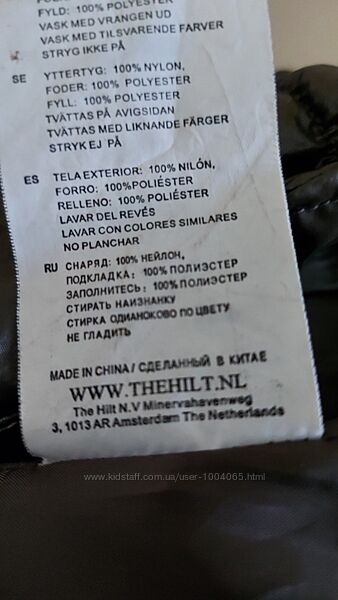 FYLD: 100% POLYESTER
VASK MED VRANGEN UD
VASK MED TILSVARENDE FARVER
STRYG IKKE PÅ
SE YTTERTYG: 100% NYLON,
FODER: 100% POLYESTER
FYLL: 100% POLYESTER
TVÄTTAS PÅ AVIGSIDAN
TVÄTTAS MED LIKNANDE FÄRGER
STRYK EJ PÅ
ES TELA EXTERIOR: 100% NILÓN,
FORRO: 100%POLIÉSTER
RELLENO: 100% POLIÉSTER
LAVAR DEL REVÉS
LAVAR CON COLORES SIMILARES
NO PLANCHAR
RU СНАРЯД: 100% НЕЙЛОН,
ПОДКЛАДКА: 100% ПОЛИЭСТЕР
ЗАПОЛНИТЕСЬ: 100% ПОЛИЭСТЕР
СТИРАТЬ НАИЗНАНКУ
СТИРКА ОДИАНОКОВО ПО ЦВЕТУ
НЕ ГЛАДИТЬ
MADE IN CHINA / СДЕЛАННЫЙ В КИТАЕ
WWW.THEHILT.NL
The Hilt N.V Minervahavenweg
3, 1013 AR Amsterdam The Netherlands
www.kidstaff.com.ua/user-1004065.html